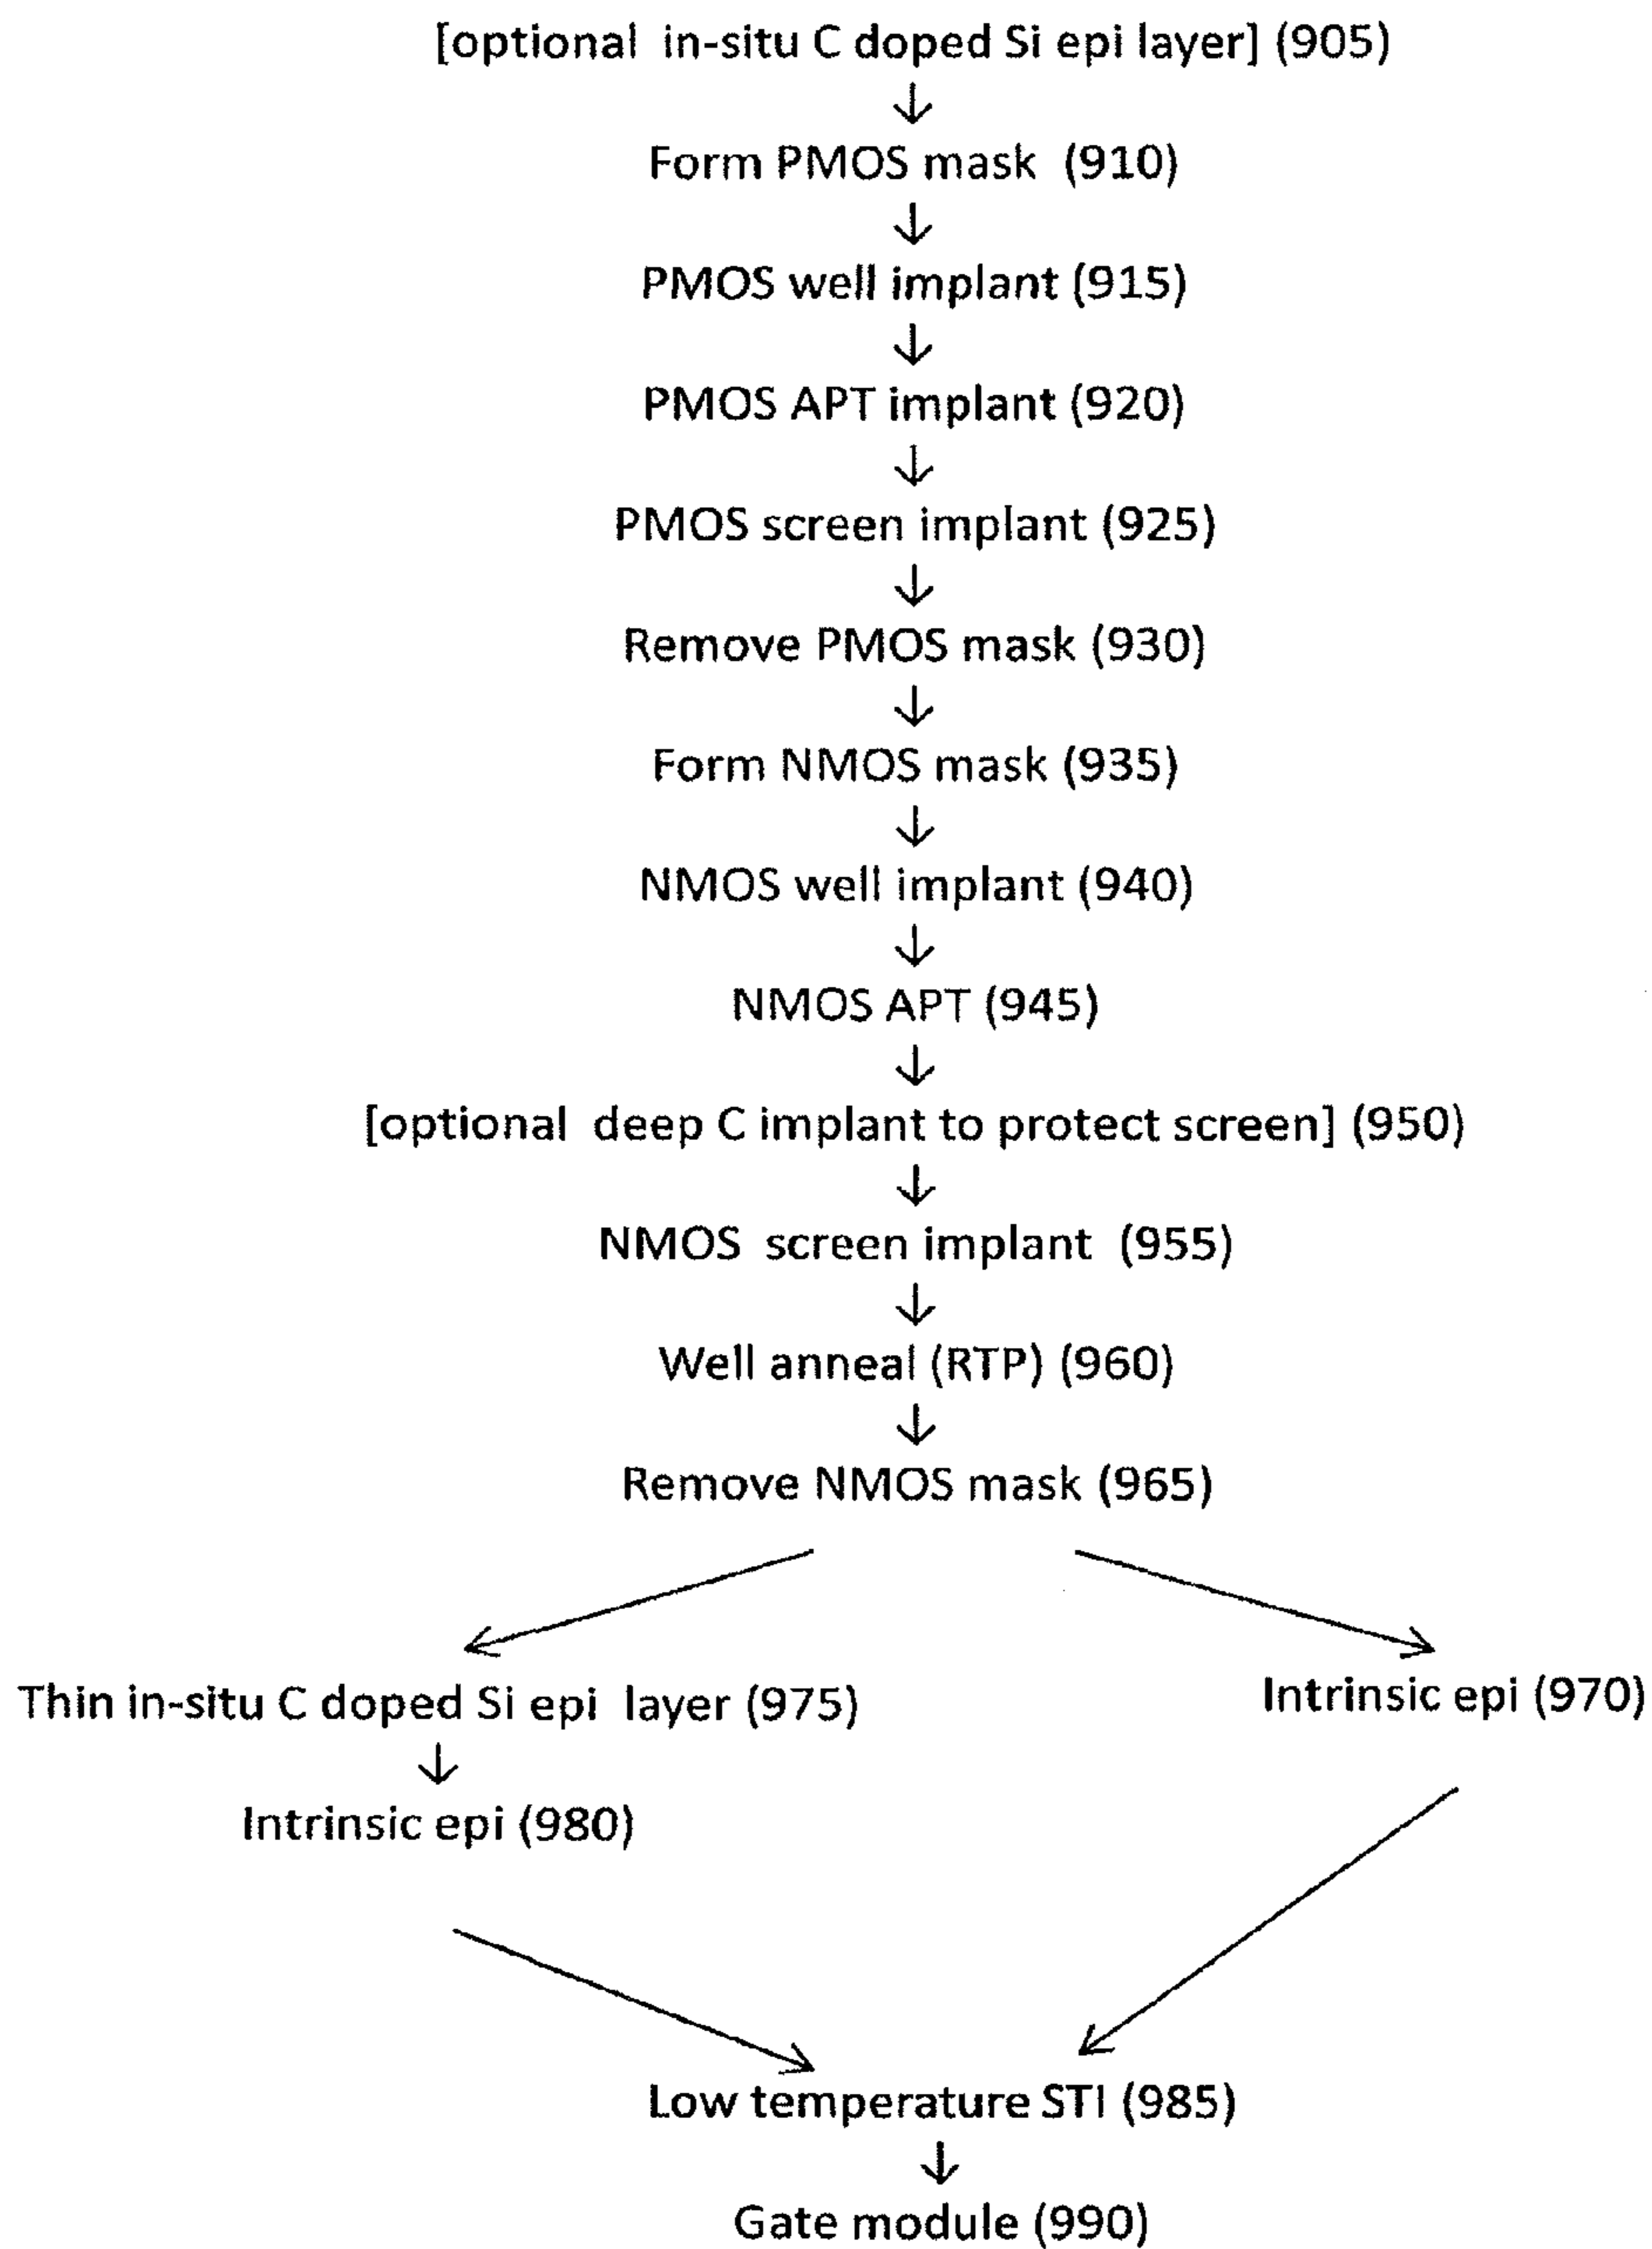 [optional in-situ C doped Si epi layer] (905)
Form PMOS mask (910)
PMOS well implant (915)
PMOS APT implant (920)
PMOS screen implant (925)
Remove PMOS mask (930)
Form NMOS mask (935)
NMOS well implant (940)
NMOS APT (945)
[optional deep C implant to protect screen] (950)
NMOS screen implant (955)
Well anneal (RTP) (960)
Remove NMOS mask (965)
Thin in-situ C doped Si epi layer (975)
Intrinsic epi (970)
Intrinsic epi (980)
Low temperature STI (985)
Gate module (990)